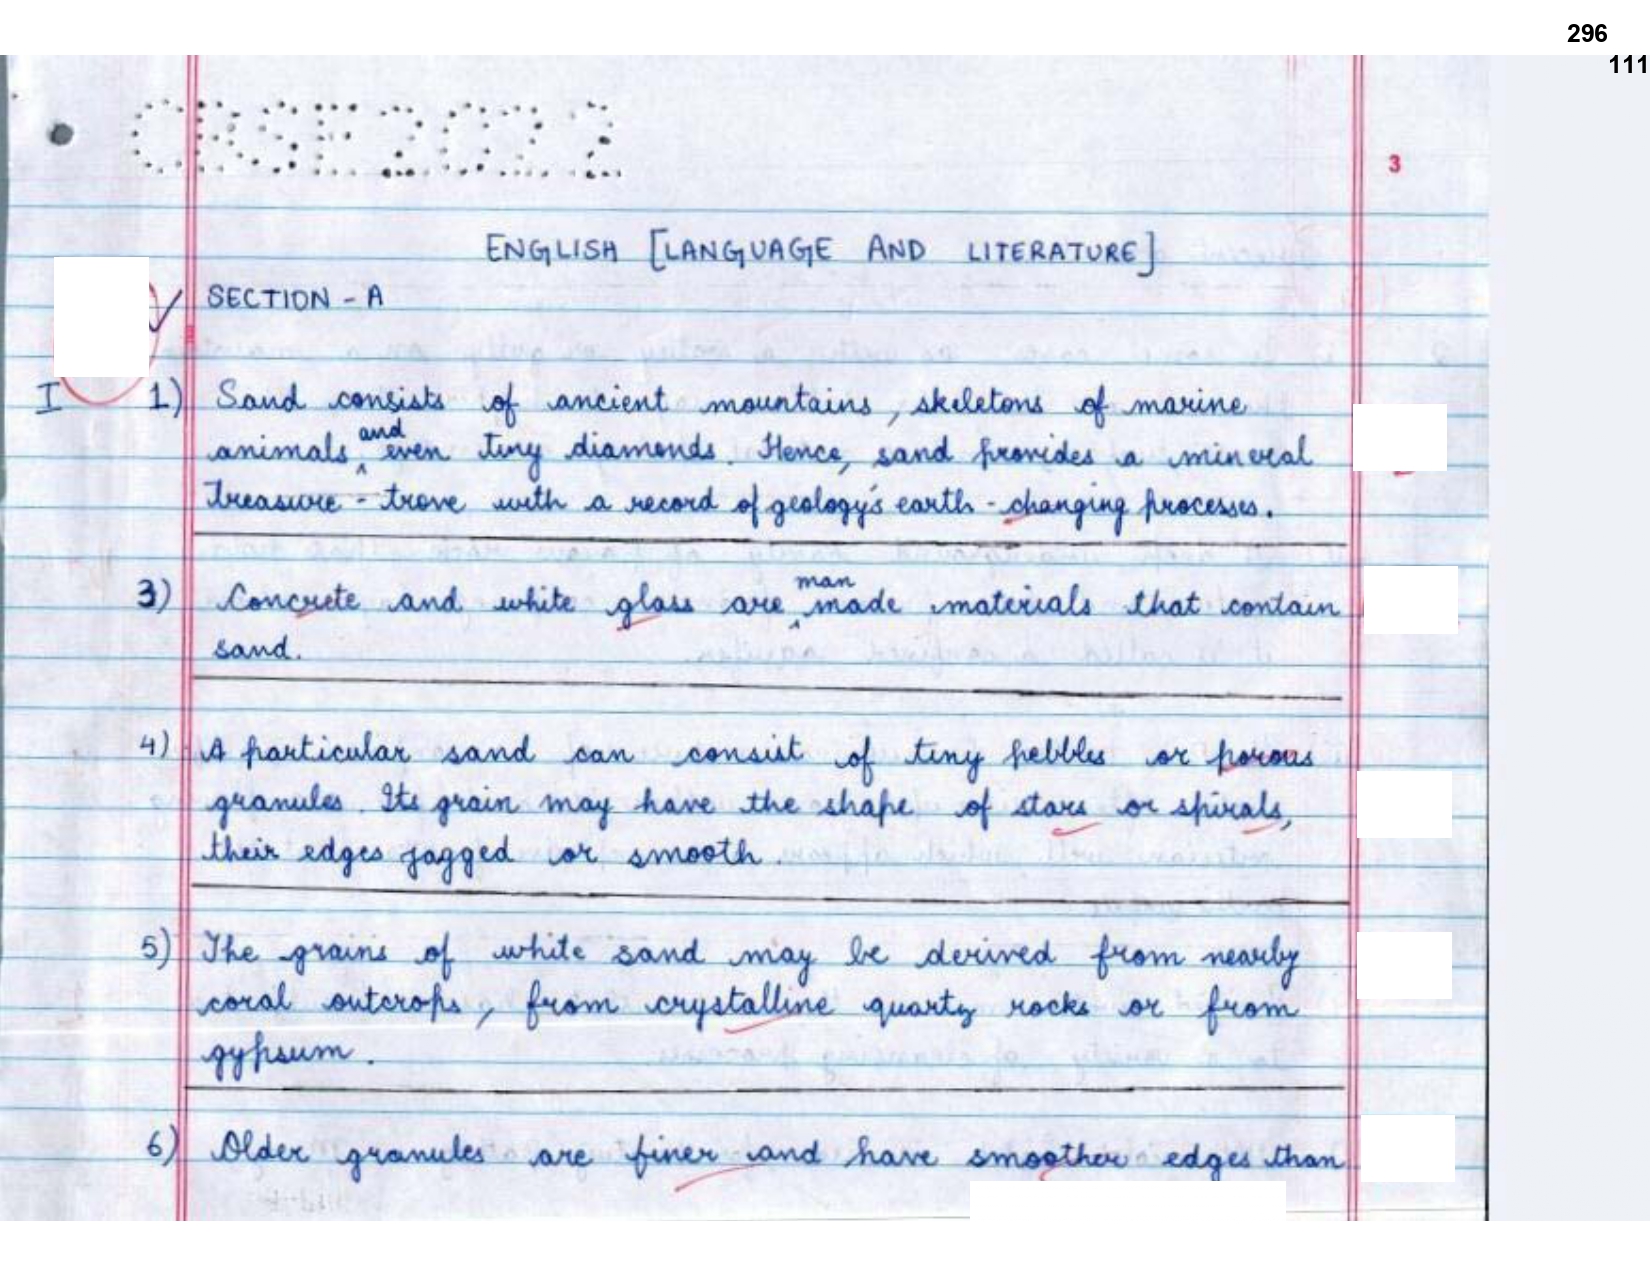 296
111
CBSE2022
3
ENGLISH [LANGUAGE AND LITERATURE]
SECTION - A
I 1) Sand consists of ancient mountains, skeletons of marine
animals and even tiny diamonds. Hence, sand provides a mineral
treasure - trove with a record of geology's earth - changing processes.
3) Concrete and white glass are man made materials that contain
sand.
4) A particular sand can consist of tiny pebbles or porous
granules. Its grain may have the shape of stars or spirals,
their edges jagged or smooth.
5) The grains of white sand may be derived from nearby
coral outcrops, from crystalline quartz rocks or from
gypsum.
6) Older granules are finer and have smoother edges than